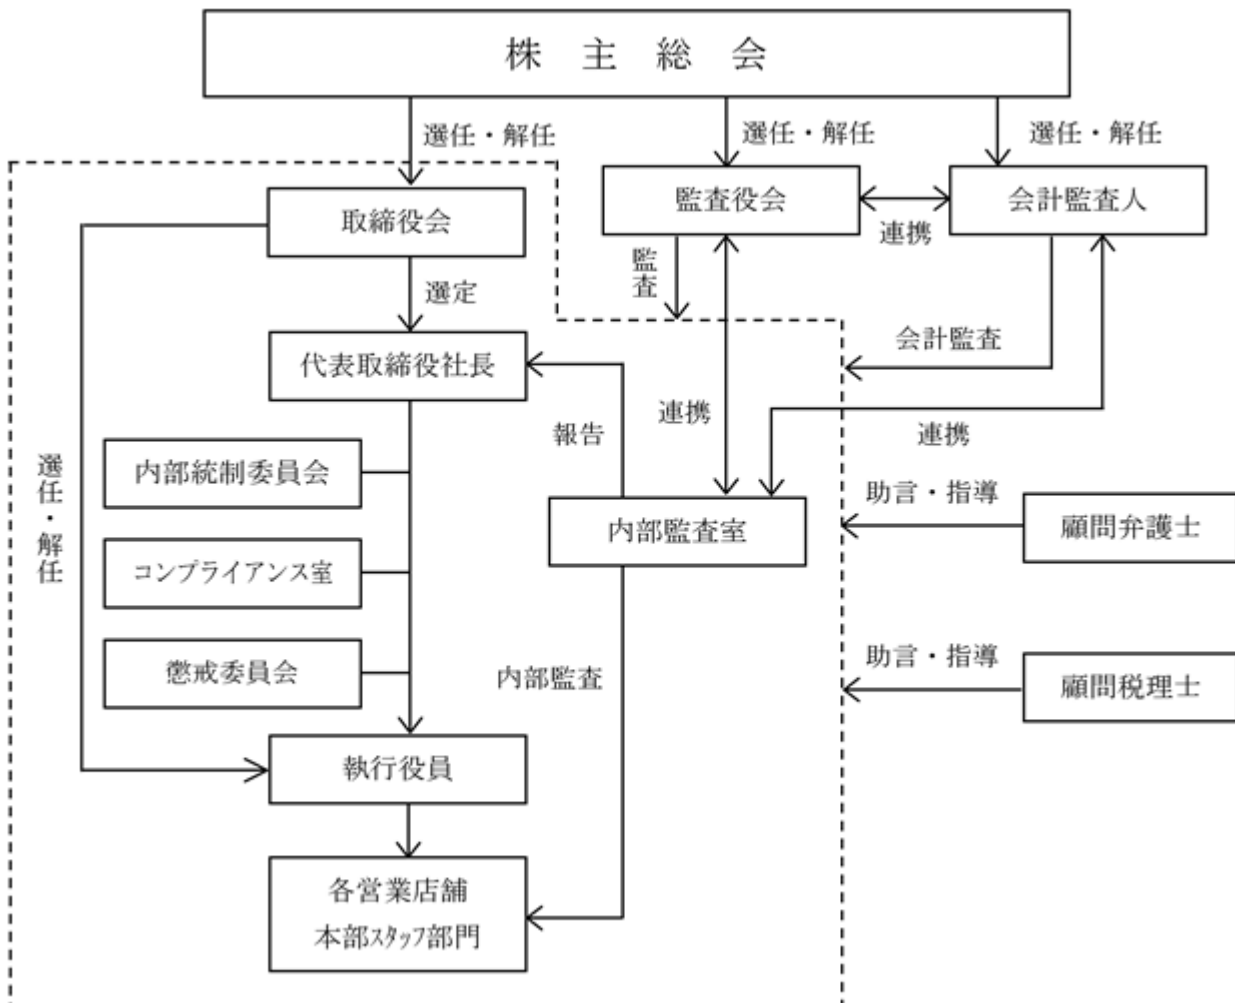 株主総会
選任・解任
選任・解任
選任・解任
取締役会
監査役会
会計監査人
連携
監査
選定
代表取締役社長
会計監査
報告
連携
連携
選任・解任
内部統制委員会
内部監査室
助言・指導
顧問弁護士
コンプライアンス室
懲戒委員会
内部監査
助言・指導
顧問税理士
執行役員
各営業店舗
本部スタッフ部門